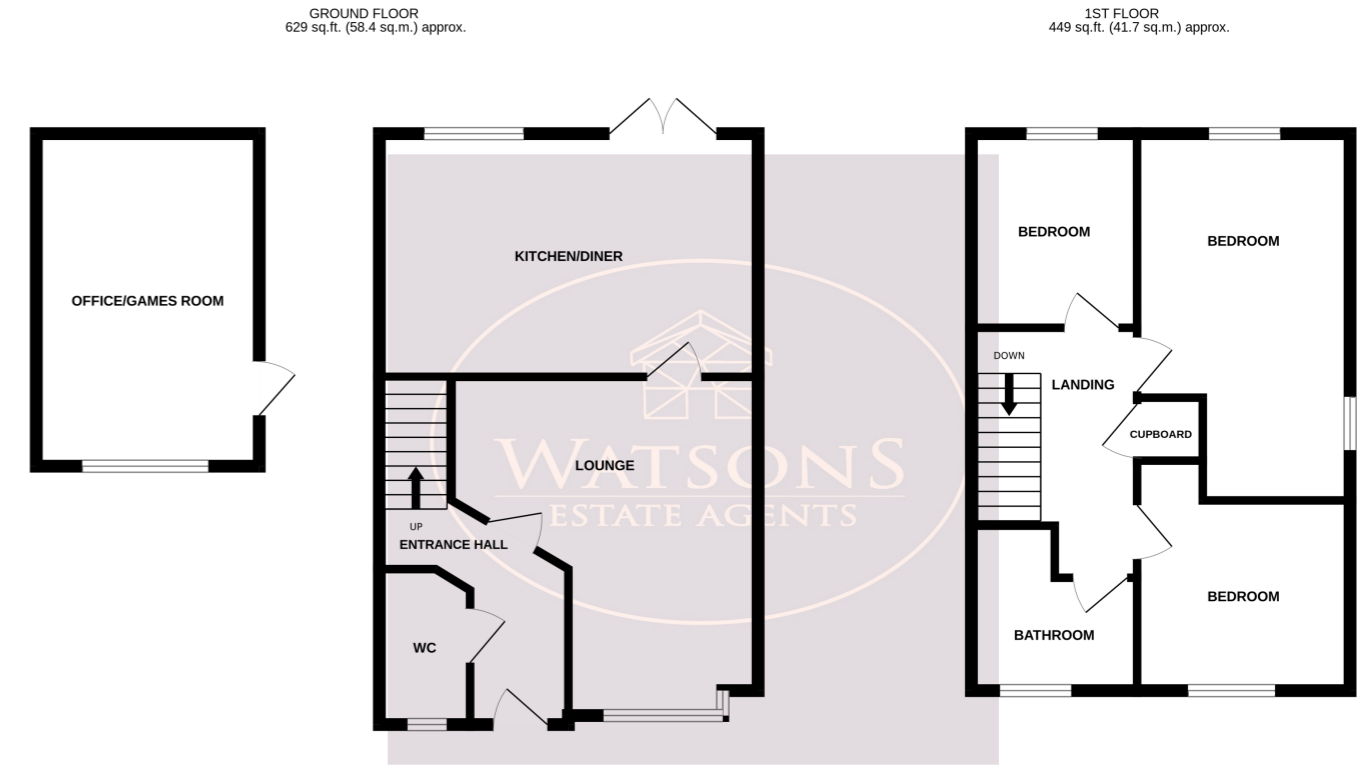 GROUND FLOOR
629 sq.ft. (58.4 sq.m.) approx.
1ST FLOOR
449 sq.ft. (41.7 sq.m.) approx.
OFFICE/GAMES ROOM
KITCHEN/DINER
LOUNGE
UP
ENTRANCE HALL
WC
WATSONS
ESTATE AGENTS
BEDROOM
BEDROOM
DOWN
LANDING
CUPBOARD
BEDROOM
BATHROOM